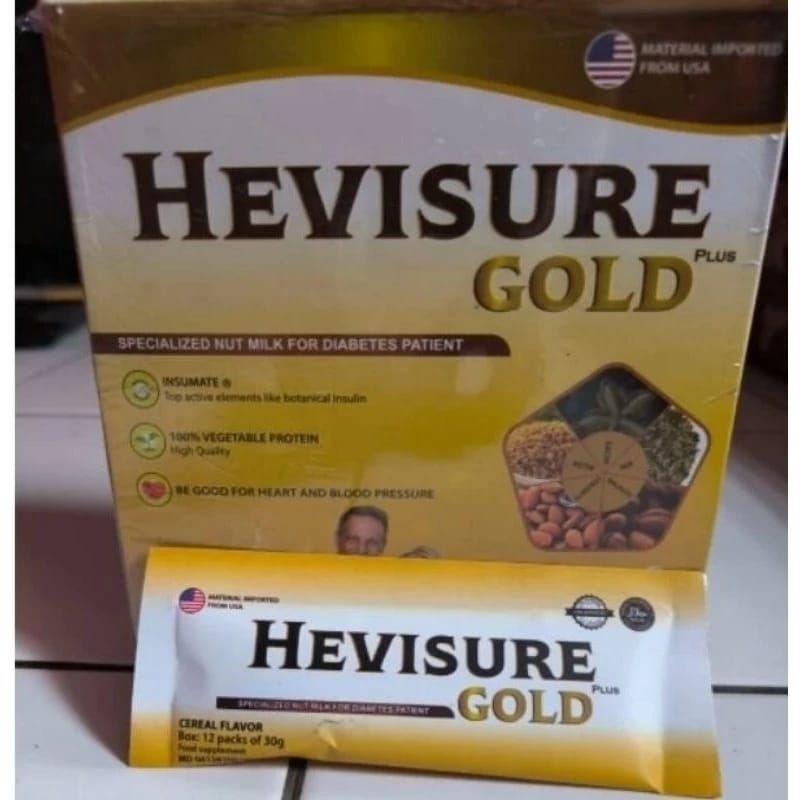 MATERIAL IMPORTED
FROM USA
HEVISURE
GOLD PLUS
SPECIALIZED NUT MILK FOR DIABETES PATIENT
INSUMATE ®
Top active elements like botanical insulin
100% VEGETABLE PROTEIN
High Quality
BE GOOD FOR HEART AND BLOOD PRESSURE
MATERIAL IMPORTED
FROM USA
HEVISURE
GOLD PLUS
SPECIALIZED NUT MILK FOR DIABETES PATIENT
CEREAL FLAVOR
Box: 12 packs of 30g
Food supplement